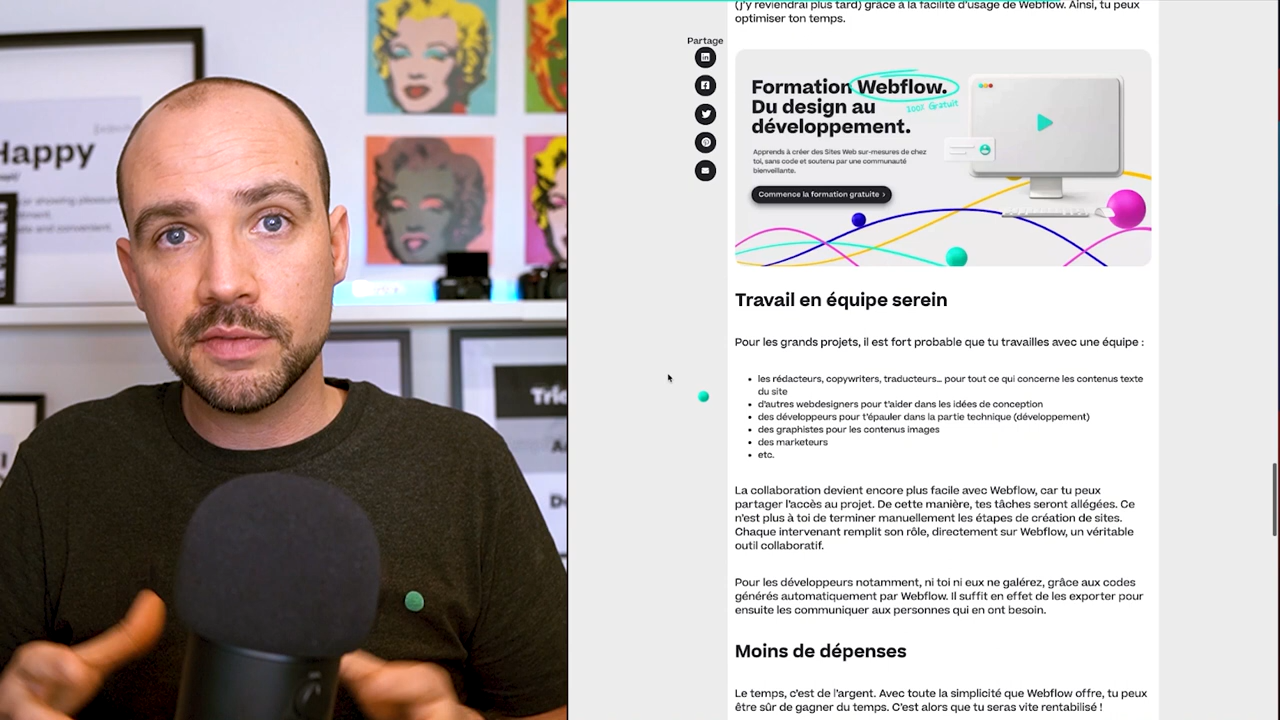 Happy
(j'y reviendrai plus tard) grâce à la facilité d'usage de Webflow. Ainsi, tu peux
optimiser ton temps.
Partage
Formation Webflow.
100% Gratuit
Du design au
développement.
Apprends à créer des Sites Web sur-mesures de chez
toi, sans code et soutenu par une communauté
bienveillante.
Commence la formation gratuite ›
Travail en équipe serein
Pour les grands projets, il est fort probable que tu travailles avec une équipe :
• les rédacteurs, copywriters, traducteurs… pour tout ce qui concerne les contenus texte
du site
• d'autres webdesigners pour t'aider dans les idées de conception
• des développeurs pour t'épauler dans la partie technique (développement)
• des graphistes pour les contenus images
• des marketeurs
• etc.
La collaboration devient encore plus facile avec Webflow, car tu peux
partager l'accès au projet. De cette manière, tes tâches seront allégées. Ce
n'est plus à toi de terminer manuellement les étapes de création de sites.
Chaque intervenant remplit son rôle, directement sur Webflow, un véritable
outil collaboratif.
Pour les développeurs notamment, ni toi ni eux ne galérez, grâce aux codes
générés automatiquement par Webflow. Il suffit en effet de les exporter pour
ensuite les communiquer aux personnes qui en ont besoin.
Moins de dépenses
Le temps, c'est de l'argent. Avec toute la simplicité que Webflow offre, tu peux
être sûr de gagner du temps. C'est alors que tu seras vite rentabilisé !